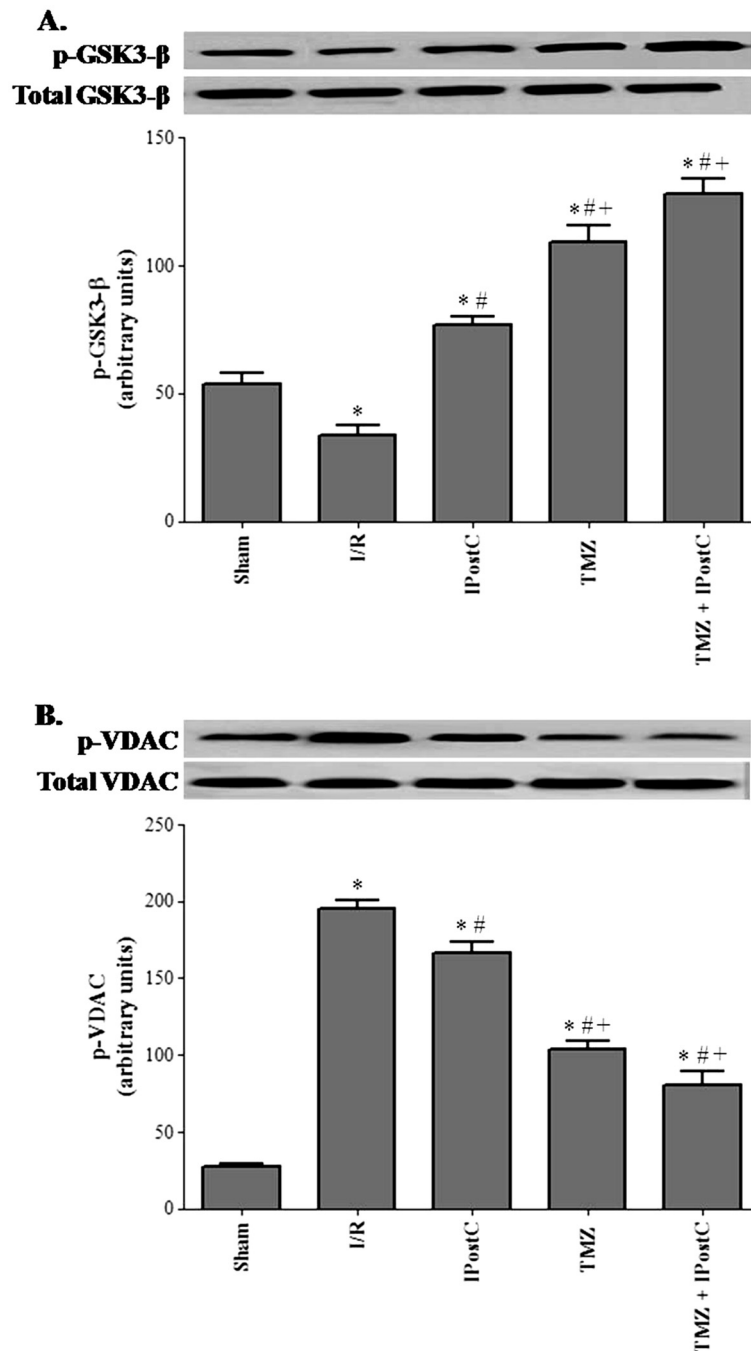 A.
p-GSK3-β
Total GSK3-β
150
100
50
0
p-GSK3-β
(arbitrary units)
*
* #
*#+
*#+
Sham
I/R
IPostC
TMZ
TMZ + IPostC
B.
p-VDAC
Total VDAC
250
200
150
100
50
0
p-VDAC
(arbitrary units)
*
* #
* #+
* #+
Sham
I/R
IPostC
TMZ
TMZ + IPostC